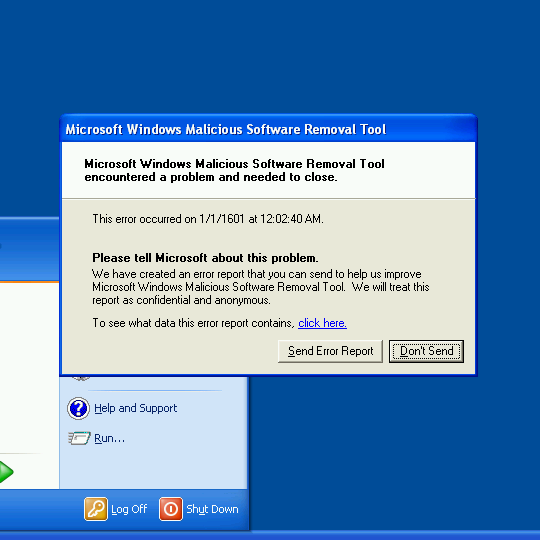 Microsoft Windows Malicious Software Removal Tool
Microsoft Windows Malicious Software Removal Tool
encountered a problem and needed to close.
This error occurred on 1/1/1601 at 12:02:40 AM.
Please tell Microsoft about this problem.
We have created an error report that you can send to help us improve
Microsoft Windows Malicious Software Removal Tool. We will treat this
report as confidential and anonymous.
To see what data this error report contains, click here.
Send Error Report
Don't Send
Help and Support
Run...
Log Off
Shut Down